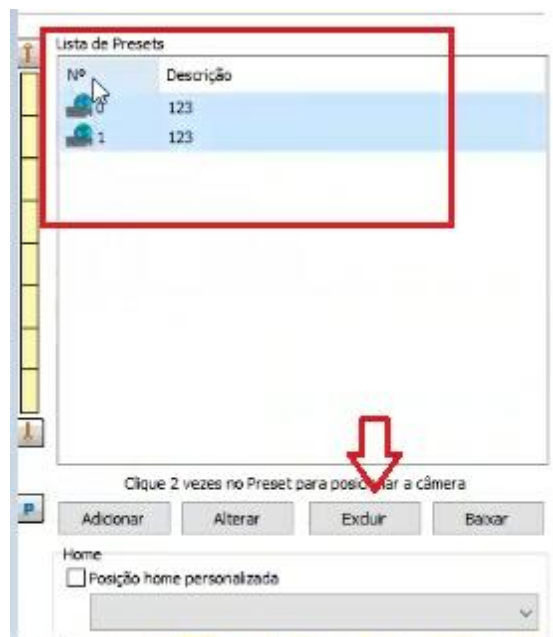 Lista de Presets
Nº Descrição
0 123
1 123
Clique 2 vezes no Preset para posicionar a câmera
P
Adicionar Alterar Excluir Baixar
Home
Posição home personalizada